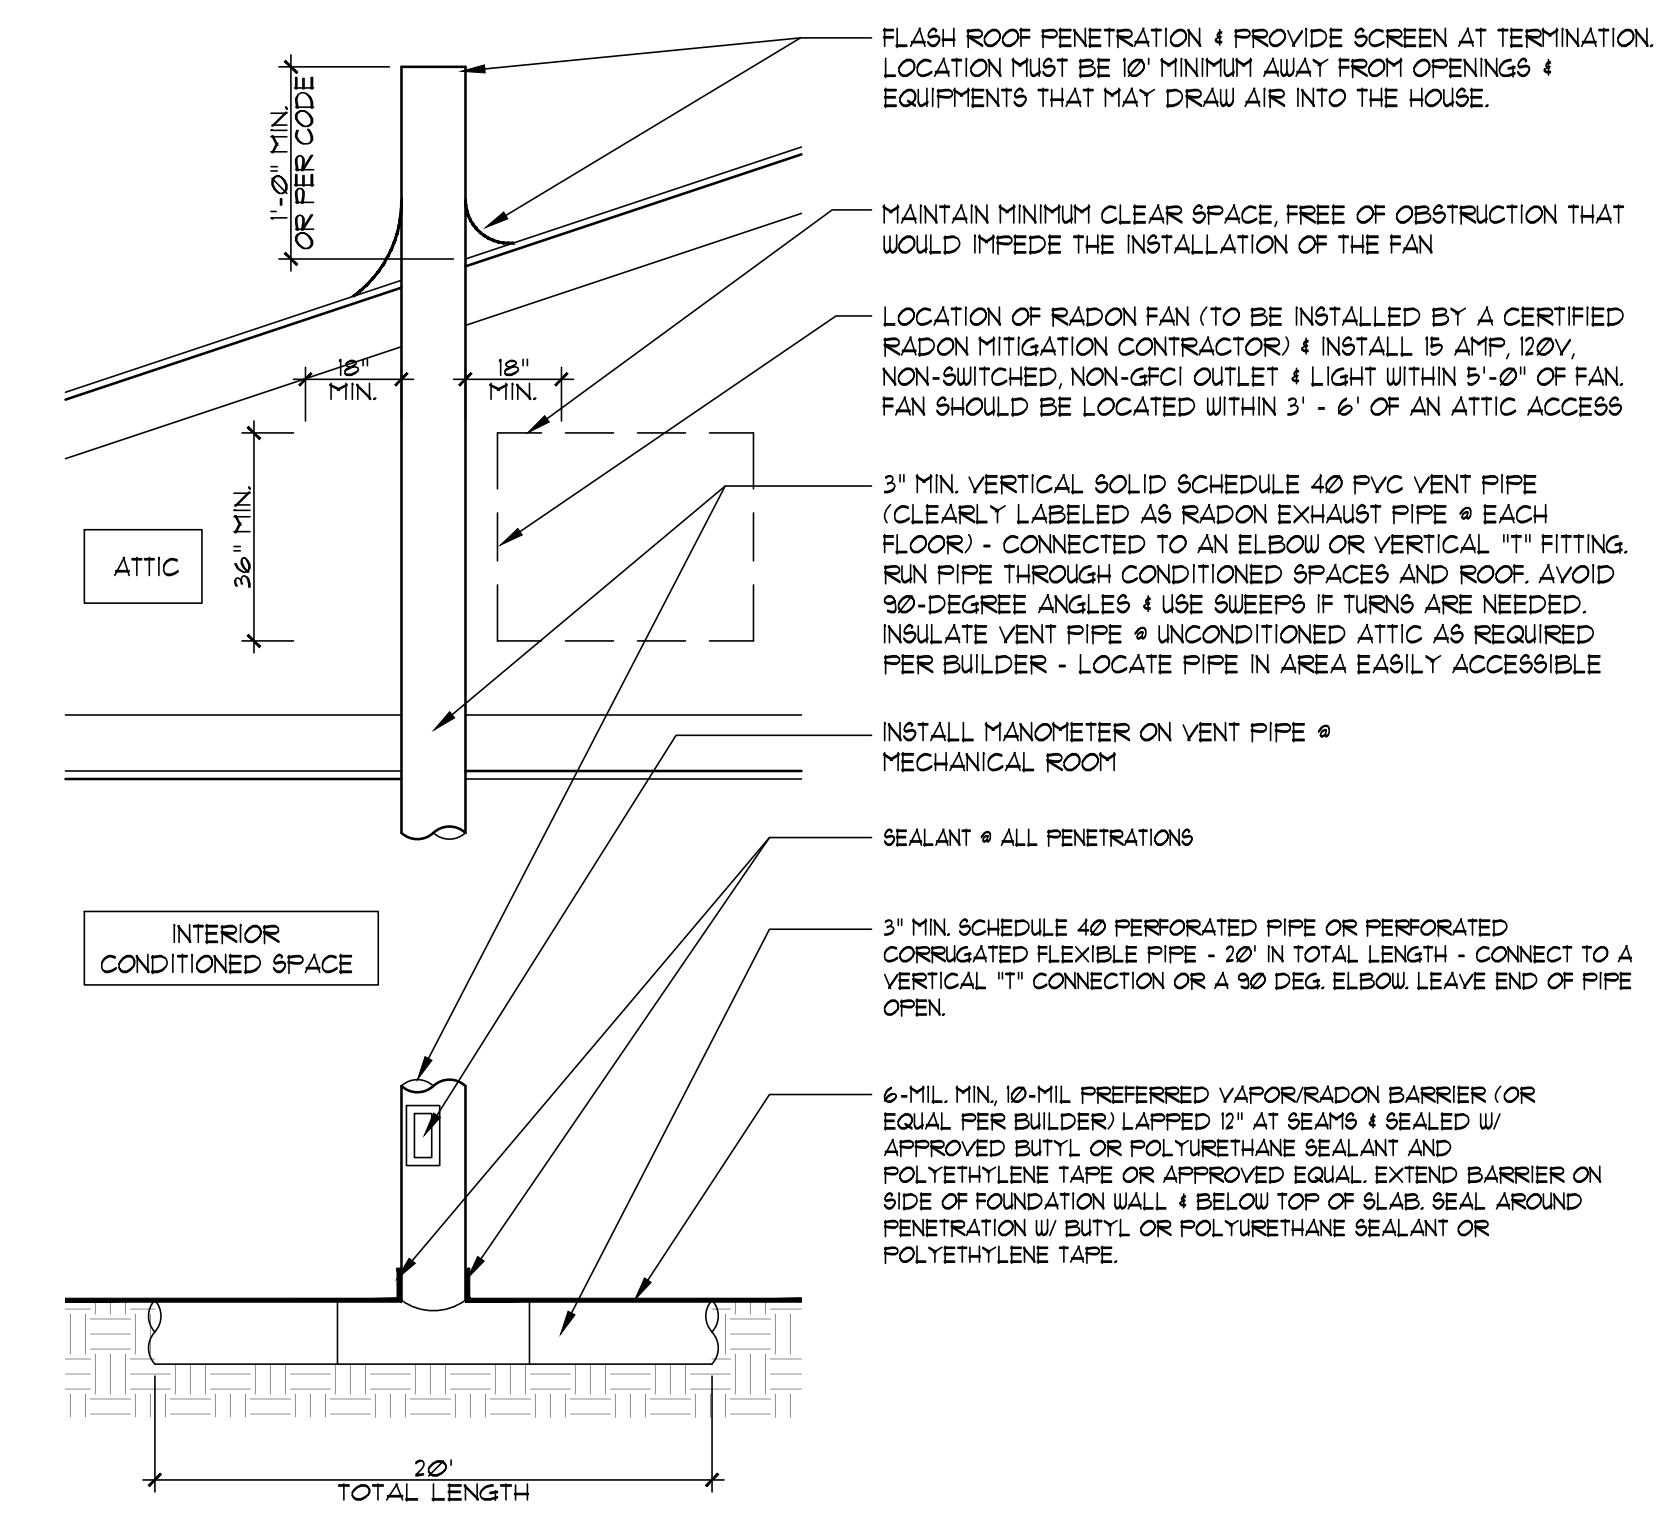 FLASH ROOF PENETRATION & PROVIDE SCREEN AT TERMINATION.
LOCATION MUST BE 10' MINIMUM AWAY FROM OPENINGS &
EQUIPMENTS THAT MAY DRAW AIR INTO THE HOUSE.
1'-0" MIN.
OR PER CODE
MAINTAIN MINIMUM CLEAR SPACE, FREE OF OBSTRUCTION THAT
WOULD IMPEDE THE INSTALLATION OF THE FAN
LOCATION OF RADON FAN (TO BE INSTALLED BY A CERTIFIED
RADON MITIGATION CONTRACTOR) & INSTALL 15 AMP, 120V,
NON-SWITCHED, NON-GFCI OUTLET & LIGHT WITHIN 5'-0" OF FAN.
FAN SHOULD BE LOCATED WITHIN 3' - 6' OF AN ATTIC ACCESS
18"
MIN.
18"
MIN.
36" MIN.
ATTIC
3" MIN. VERTICAL SOLID SCHEDULE 40 PVC VENT PIPE
(CLEARLY LABELED AS RADON EXHAUST PIPE @ EACH
FLOOR) - CONNECTED TO AN ELBOW OR VERTICAL "T" FITTING.
RUN PIPE THROUGH CONDITIONED SPACES AND ROOF. AVOID
90-DEGREE ANGLES & USE SWEEPS IF TURNS ARE NEEDED.
INSULATE VENT PIPE @ UNCONDITIONED ATTIC AS REQUIRED
PER BUILDER - LOCATE PIPE IN AREA EASILY ACCESSIBLE
INSTALL MANOMETER ON VENT PIPE @
MECHANICAL ROOM
SEALANT @ ALL PENETRATIONS
INTERIOR
CONDITIONED SPACE
3" MIN. SCHEDULE 40 PERFORATED PIPE OR PERFORATED
CORRUGATED FLEXIBLE PIPE - 20' IN TOTAL LENGTH - CONNECT TO A
VERTICAL "T" CONNECTION OR A 90 DEG. ELBOW. LEAVE END OF PIPE
OPEN.
6-MIL. MIN., 10-MIL PREFERRED VAPOR/RADON BARRIER (OR
EQUAL PER BUILDER) LAPPED 12" AT SEAMS & SEALED W/
APPROVED BUTYL OR POLYURETHANE SEALANT AND
POLYETHYLENE TAPE OR APPROVED EQUAL. EXTEND BARRIER ON
SIDE OF FOUNDATION WALL & BELOW TOP OF SLAB. SEAL AROUND
PENETRATION W/ BUTYL OR POLYURETHANE SEALANT OR
POLYETHYLENE TAPE.
20'
TOTAL LENGTH